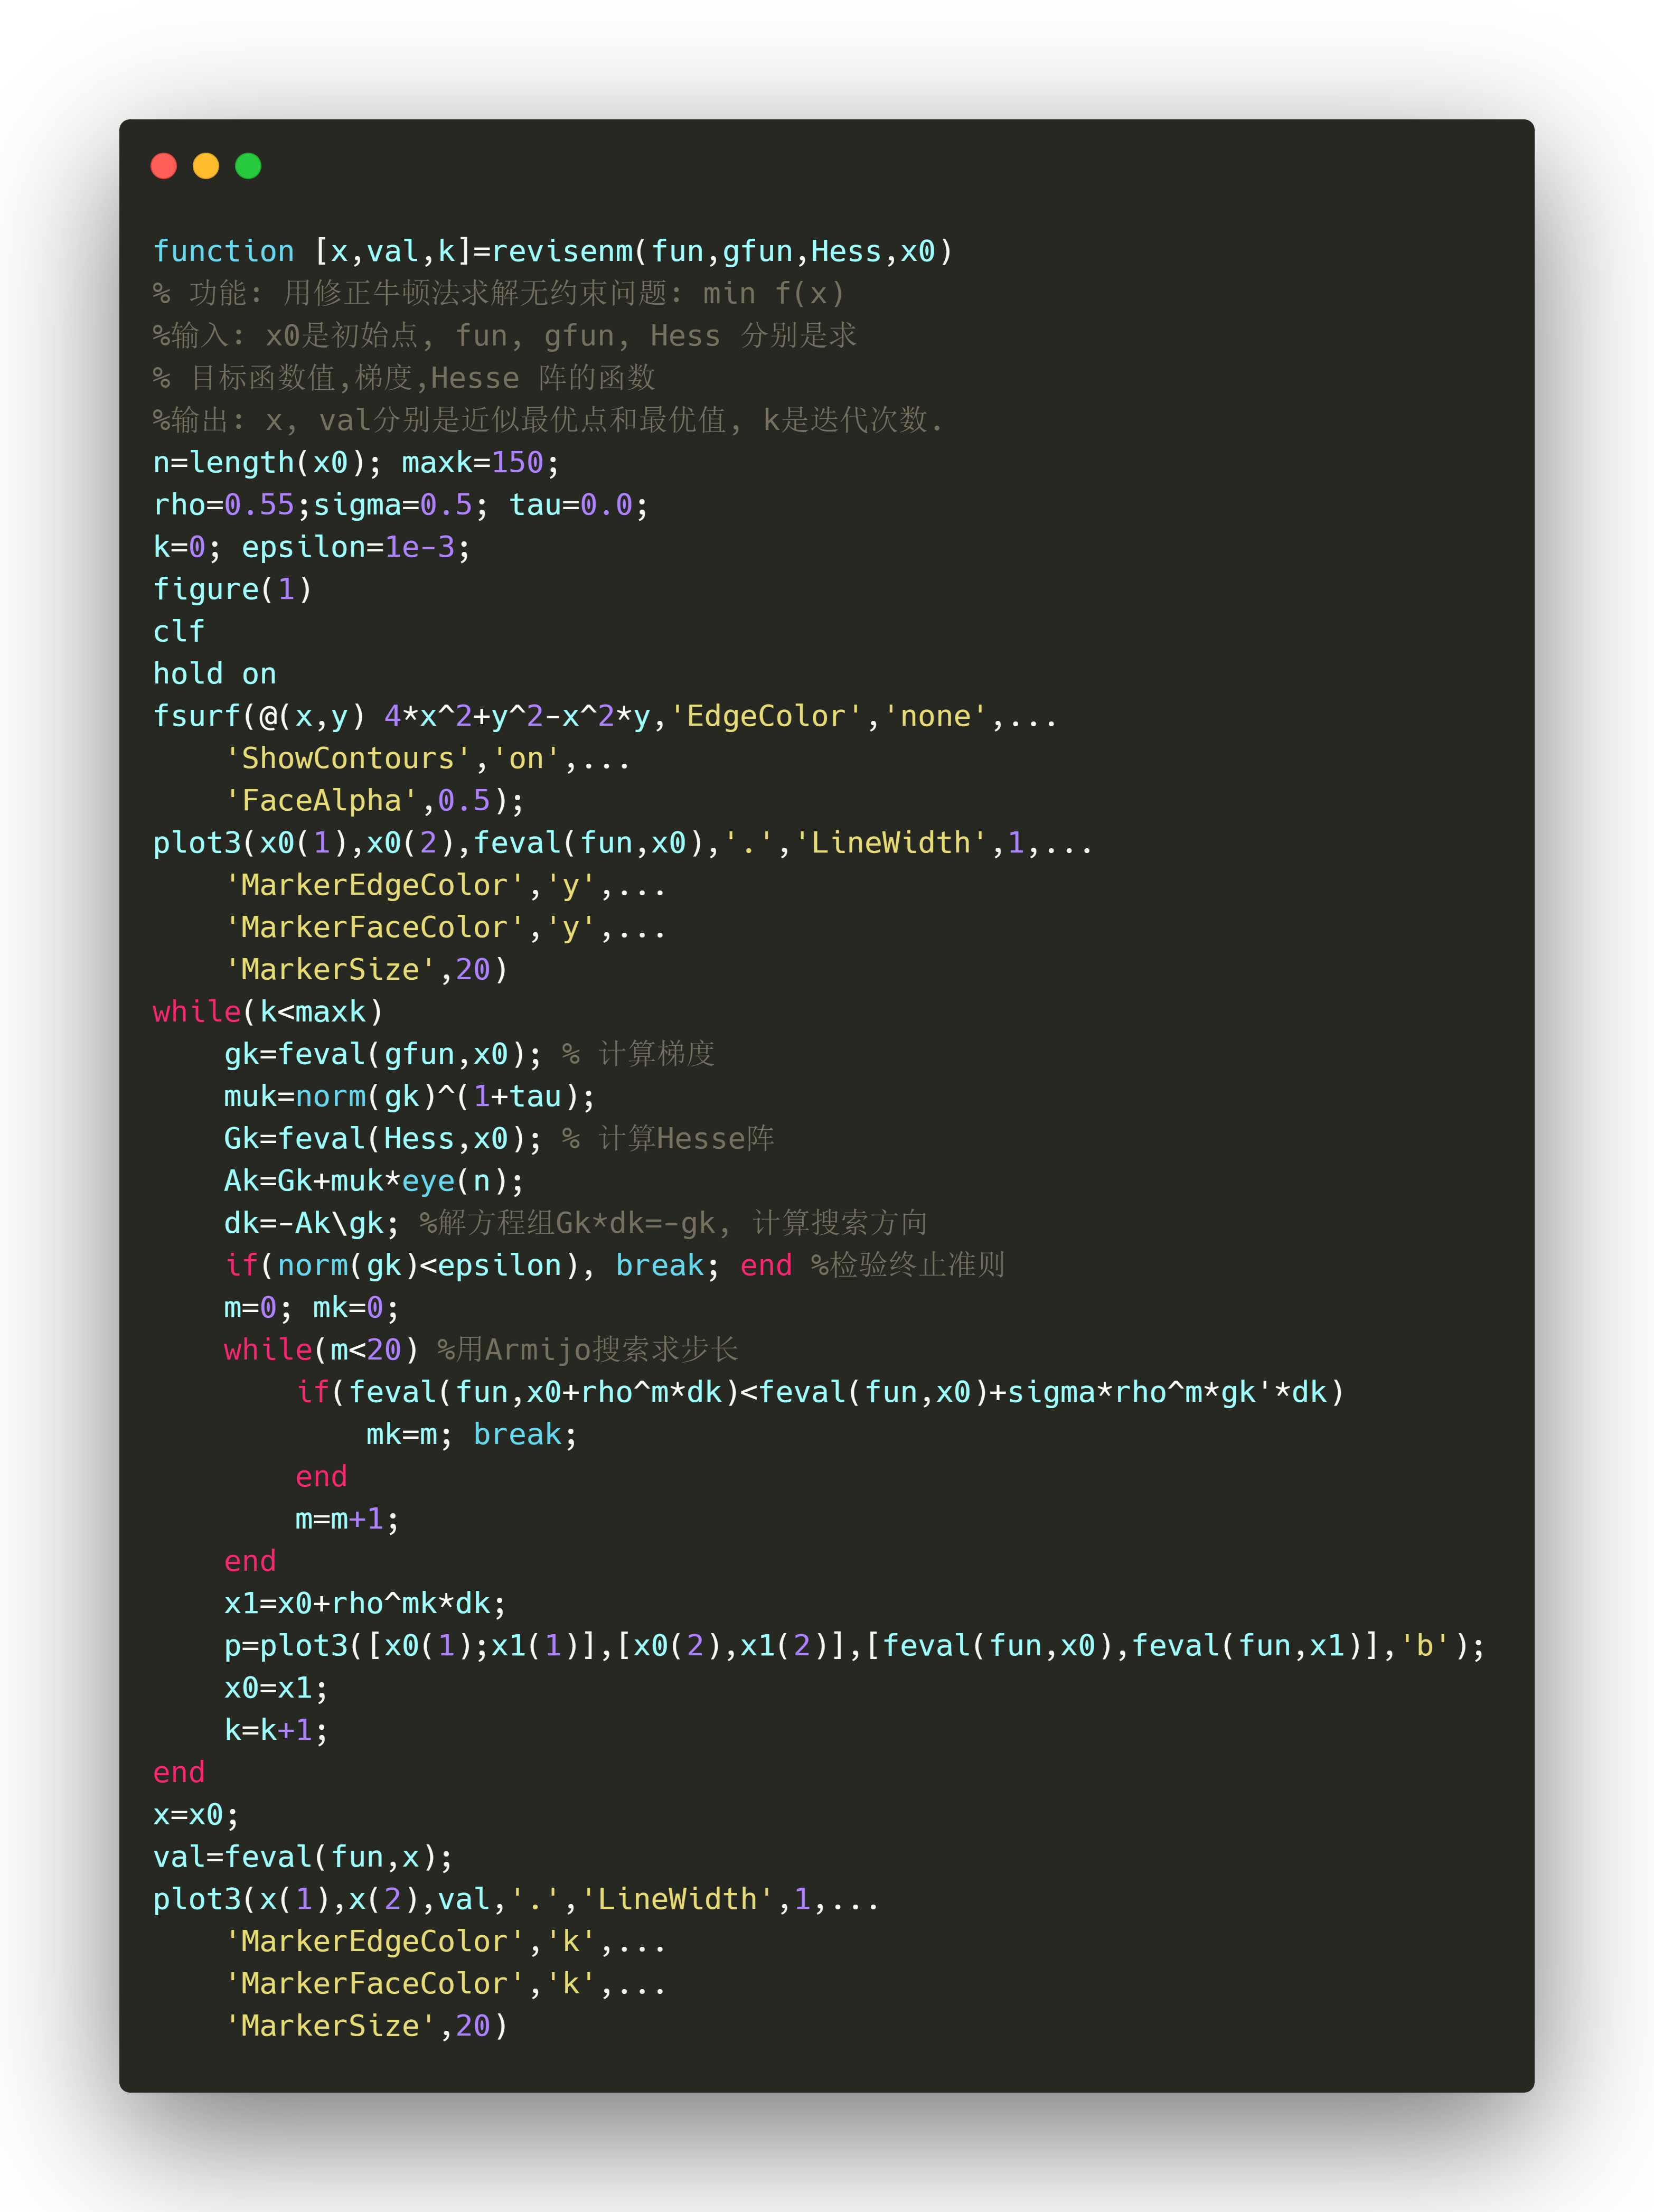 function [x,val,k]=revisenm(fun,gfun,Hess,x0)
% 功能: 用修正牛顿法求解无约束问题: min f(x)
%输入: x0是初始点, fun, gfun, Hess 分别是求
% 目标函数值,梯度,Hesse 阵的函数
%输出: x, val分别是近似最优点和最优值, k是迭代次数.
n=length(x0); maxk=150;
rho=0.55;sigma=0.5; tau=0.0;
k=0; epsilon=1e-3;
figure(1)
clf
hold on
fsurf(@(x,y) 4*x^2+y^2-x^2*y,'EdgeColor','none',...
    'ShowContours','on',...
    'FaceAlpha',0.5);
plot3(x0(1),x0(2),feval(fun,x0),'.','LineWidth',1,...
    'MarkerEdgeColor','y',...
    'MarkerFaceColor','y',...
    'MarkerSize',20)
while(k<maxk)
    gk=feval(gfun,x0); % 计算梯度
    muk=norm(gk)^(1+tau);
    Gk=feval(Hess,x0); % 计算Hesse阵
    Ak=Gk+muk*eye(n);
    dk=-Ak\gk; %解方程组Gk*dk=-gk, 计算搜索方向
    if(norm(gk)<epsilon), break; end %检验终止准则
    m=0; mk=0;
    while(m<20) %用Armijo搜索求步长
        if(feval(fun,x0+rho^m*dk)<feval(fun,x0)+sigma*rho^m*gk'*dk)
            mk=m; break;
        end
        m=m+1;
    end
    x1=x0+rho^mk*dk;
    p=plot3([x0(1);x1(1)],[x0(2),x1(2)],[feval(fun,x0),feval(fun,x1)],'b');
    x0=x1;
    k=k+1;
end
x=x0;
val=feval(fun,x);
plot3(x(1),x(2),val,'.','LineWidth',1,...
    'MarkerEdgeColor','k',...
    'MarkerFaceColor','k',...
    'MarkerSize',20)